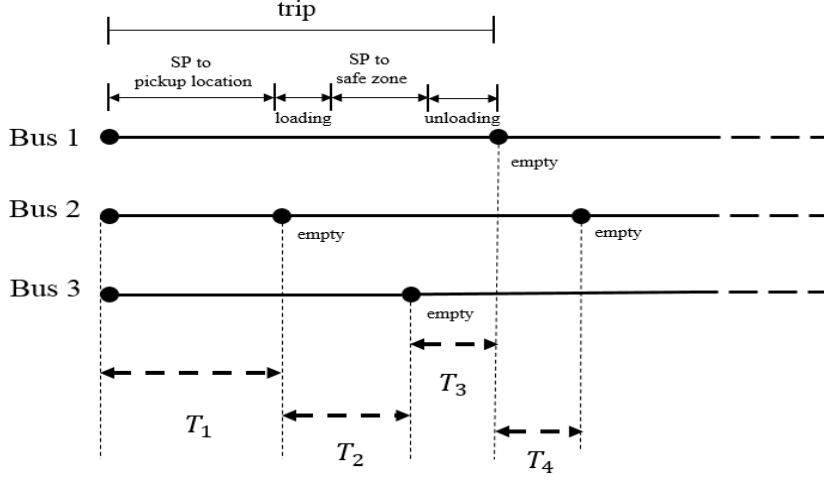 trip
SP to
pickup location
SP to
safe zone
loading
unloading
Bus 1
empty
Bus 2
empty
empty
Bus 3
empty
T₁
T₂
T₃
T₄